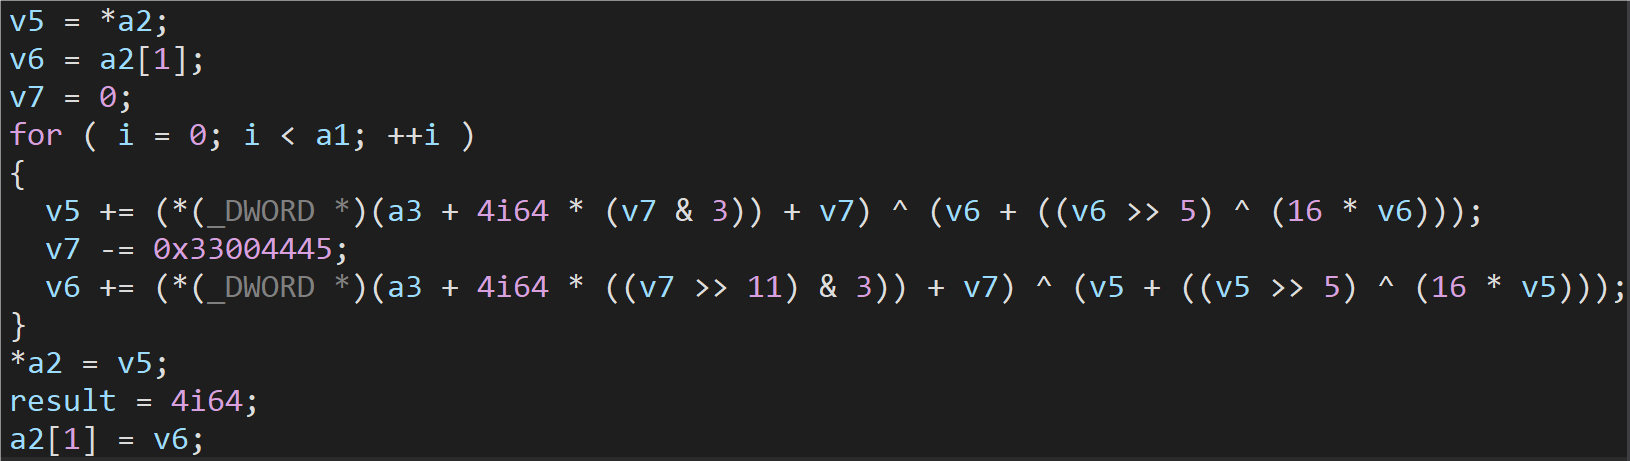 v5 = *a2;
v6 = a2[1];
v7 = 0;
for ( i = 0; i < a1; ++i )
{
  v5 += (*(_DWORD *)(a3 + 4i64 * (v7 & 3)) + v7) ^ (v6 + ((v6 >> 5) ^ (16 * v6)));
  v7 -= 0x33004445;
  v6 += (*(_DWORD *)(a3 + 4i64 * ((v7 >> 11) & 3)) + v7) ^ (v5 + ((v5 >> 5) ^ (16 * v5)));
}
*a2 = v5;
result = 4i64;
a2[1] = v6;